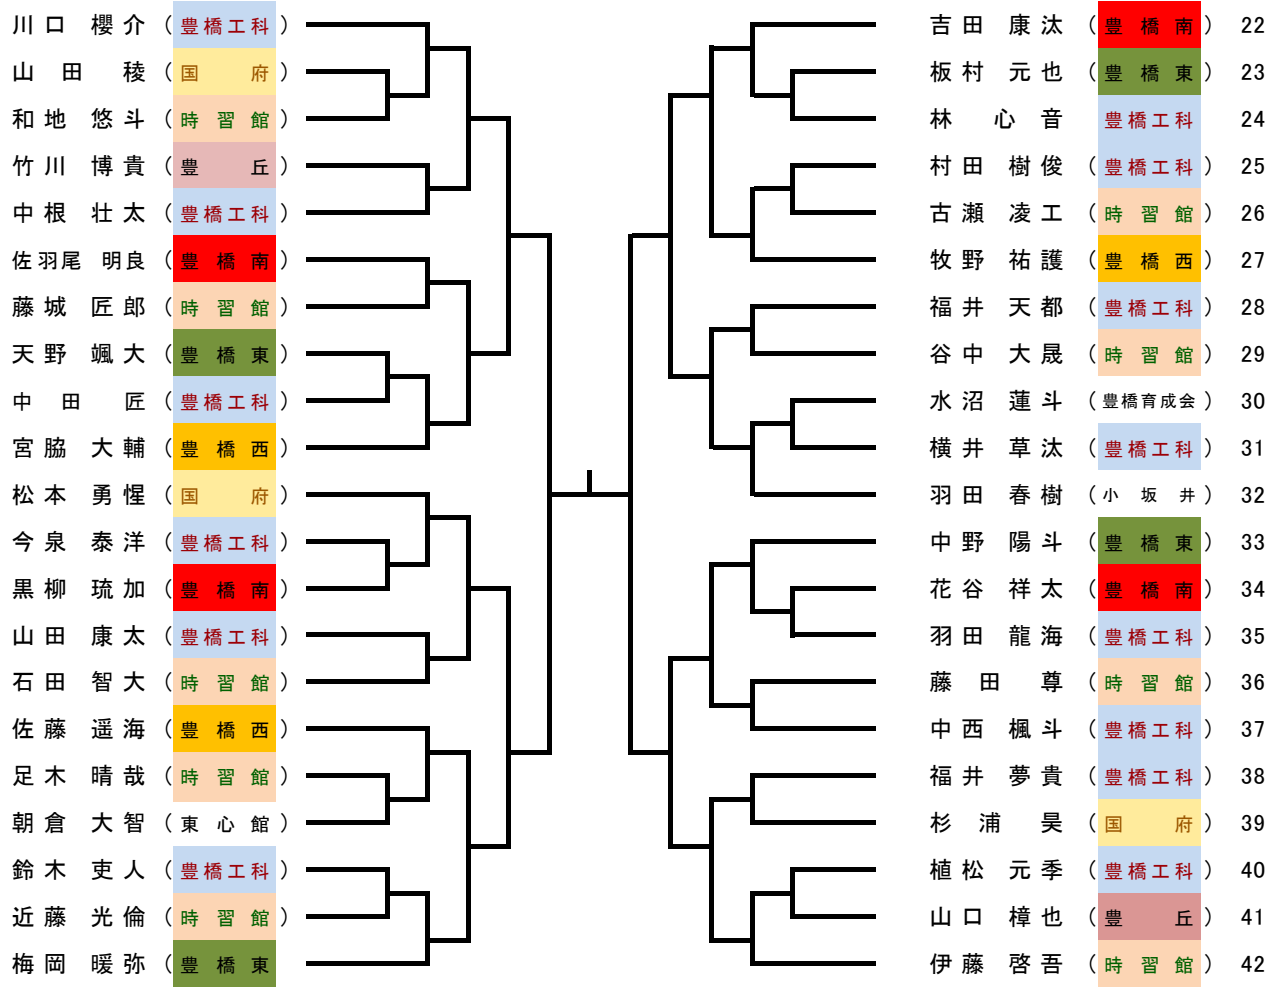 川口 櫻介 (豊橋工科) 吉田 康汰 (豊橋南) 22
山田 稜 (国府) 板村 元也 (豊橋東) 23
和地 悠斗 (時習館) 林 心音 豊橋工科 24
竹川 博貴 (豊丘) 村田 樹俊 (豊橋工科) 25
中根 壮太 (豊橋工科) 古瀬 凌工 (時習館) 26
佐羽尾 明良 (豊橋南) 牧野 祐護 (豊橋西) 27
藤城 匠郎 (時習館) 福井 天都 (豊橋工科) 28
天野 颯大 (豊橋東) 谷中 大晟 (時習館) 29
中田 匠 (豊橋工科) 水沼 蓮斗 (豊橋育成会) 30
宮脇 大輔 (豊橋西) 横井 草汰 (豊橋工科) 31
松本 勇惺 (国府) 羽田 春樹 (小坂井) 32
今泉 泰洋 (豊橋工科) 中野 陽斗 (豊橋東) 33
黒柳 琉加 (豊橋南) 花谷 祥太 (豊橋南) 34
山田 康太 (豊橋工科) 羽田 龍海 (豊橋工科) 35
石田 智大 (時習館) 藤田 尊 (時習館) 36
佐藤 遥海 (豊橋西) 中西 楓斗 (豊橋工科) 37
足木 晴哉 (時習館) 福井 夢貴 (豊橋工科) 38
朝倉 大智 (東心館) 杉浦 昊 (国府) 39
鈴木 吏人 (豊橋工科) 植松 元季 (豊橋工科) 40
近藤 光倫 (時習館) 山口 樟也 (豊丘) 41
梅岡 暖弥 (豊橋東 伊藤 啓吾 (時習館) 42